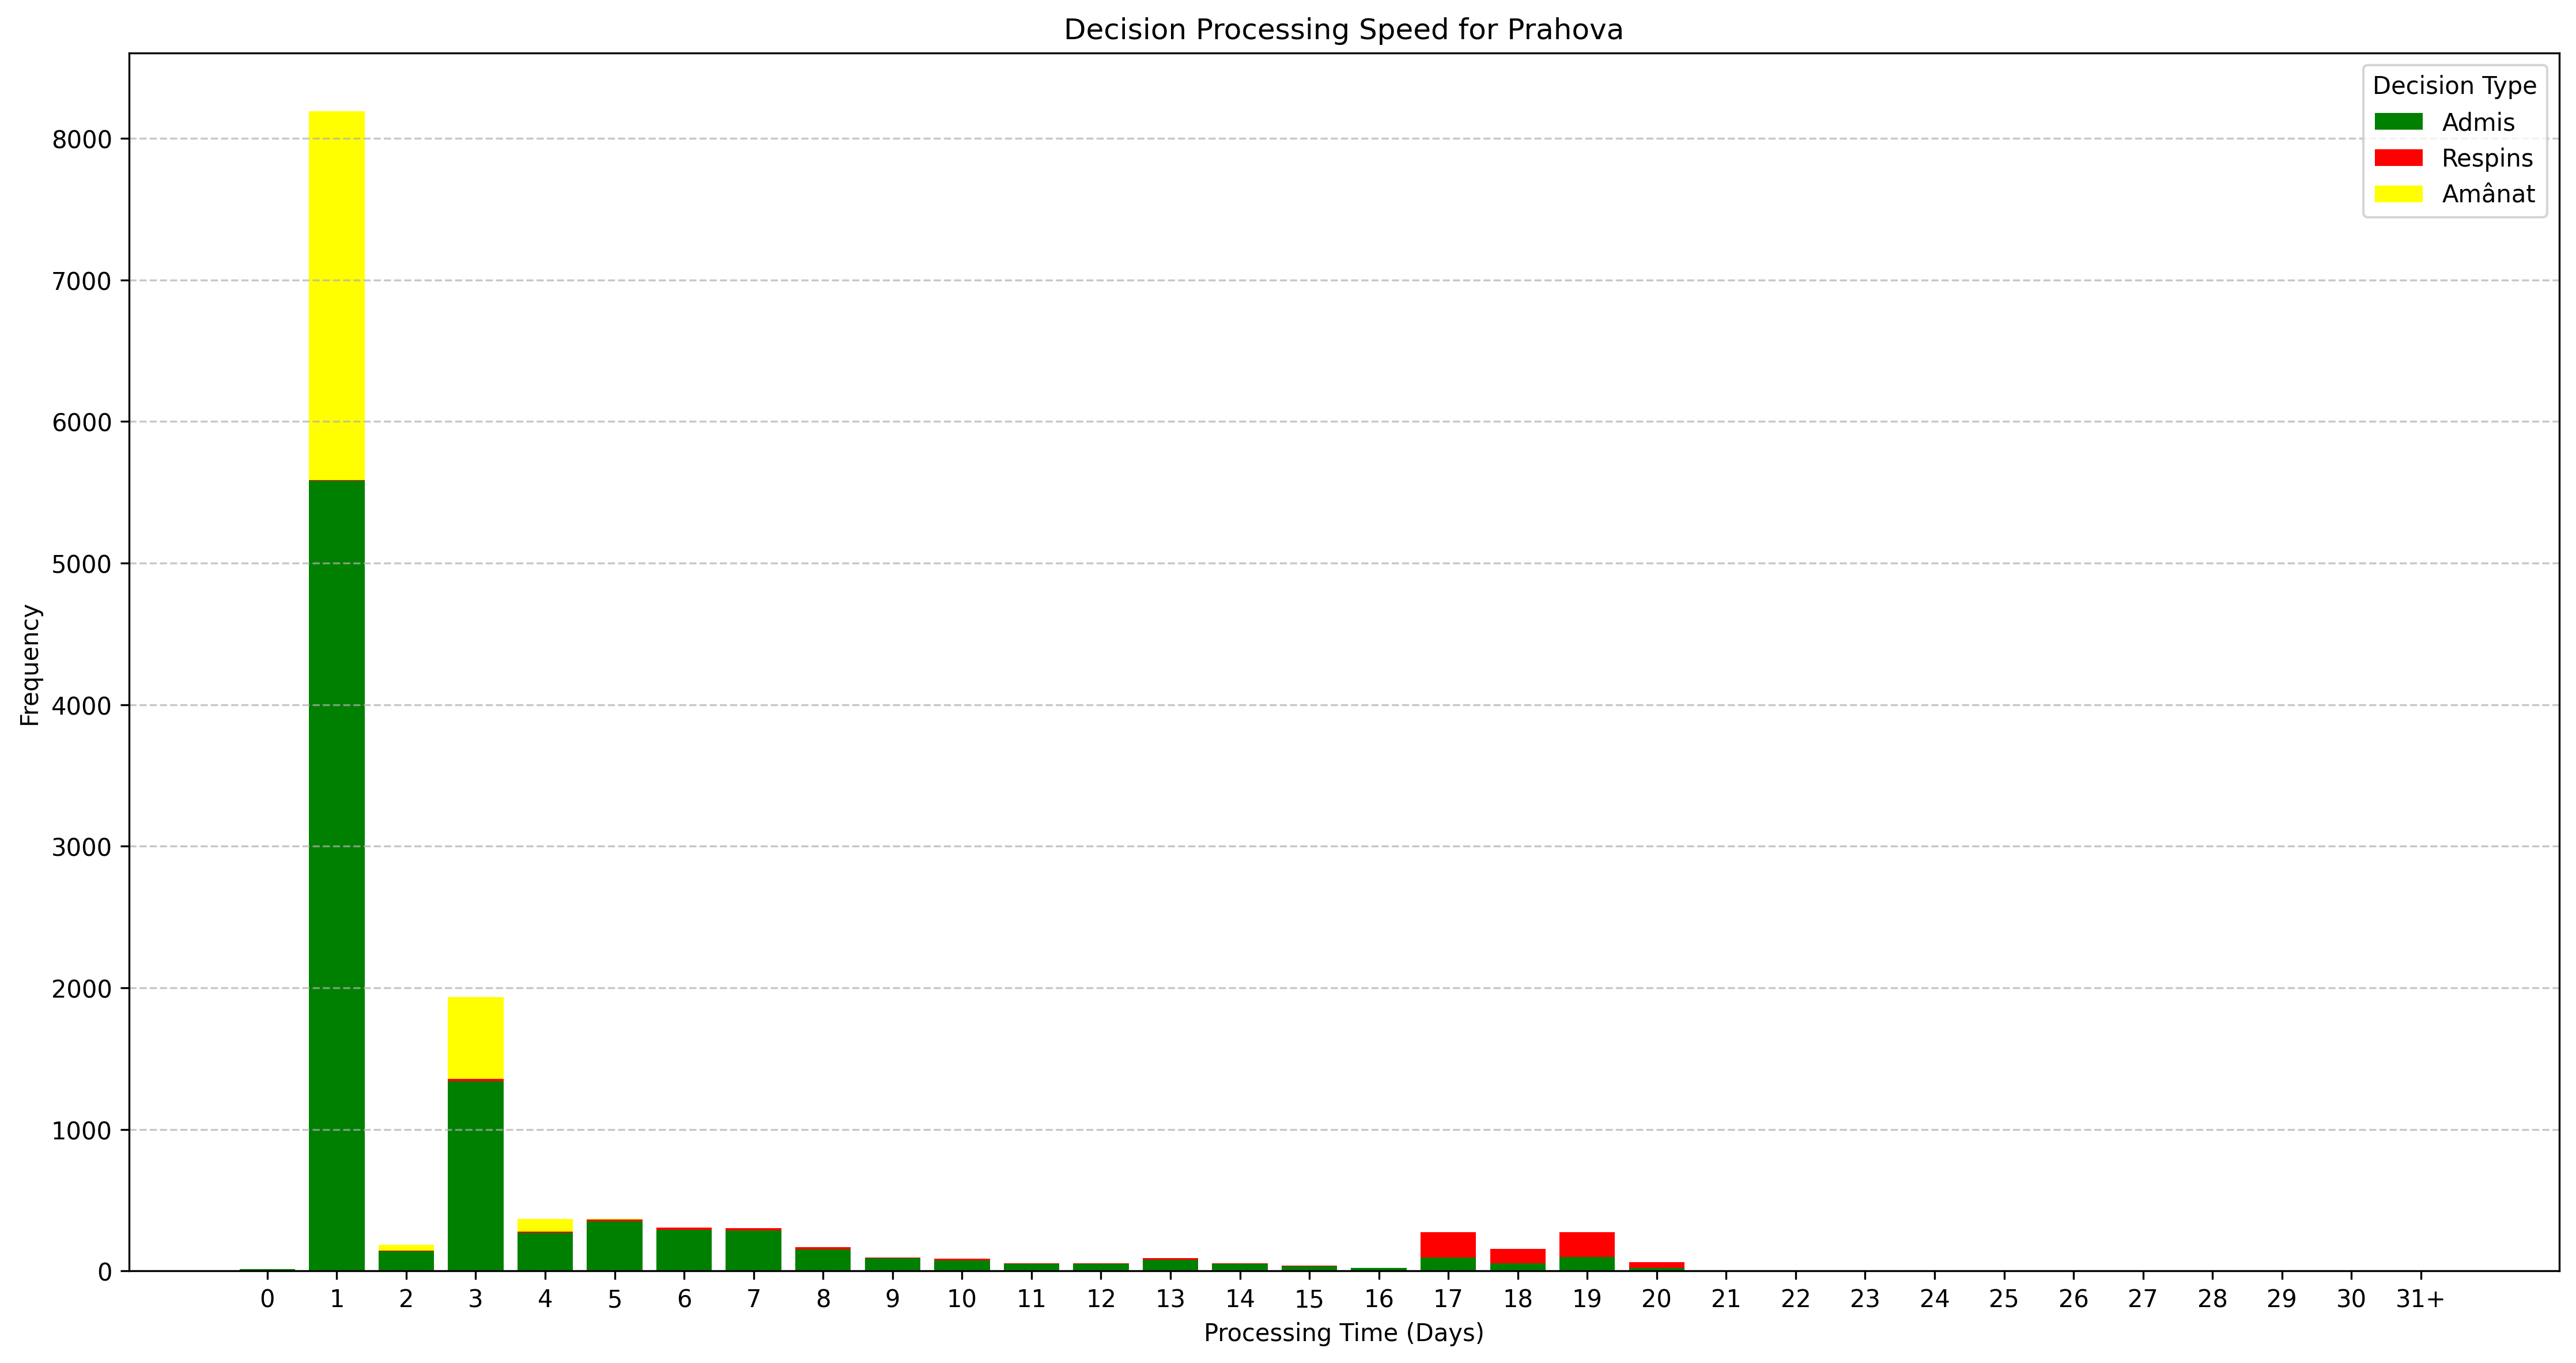 Decision Processing Speed for Prahova
Decision Type
Admis
Respins
Amânat
Frequency
8000
7000
6000
5000
4000
3000
2000
1000
0
0 1 2 3 4 5 6 7 8 9 10 11 12 13 14 15 16 17 18 19 20 21 22 23 24 25 26 27 28 29 30 31+
Processing Time (Days)